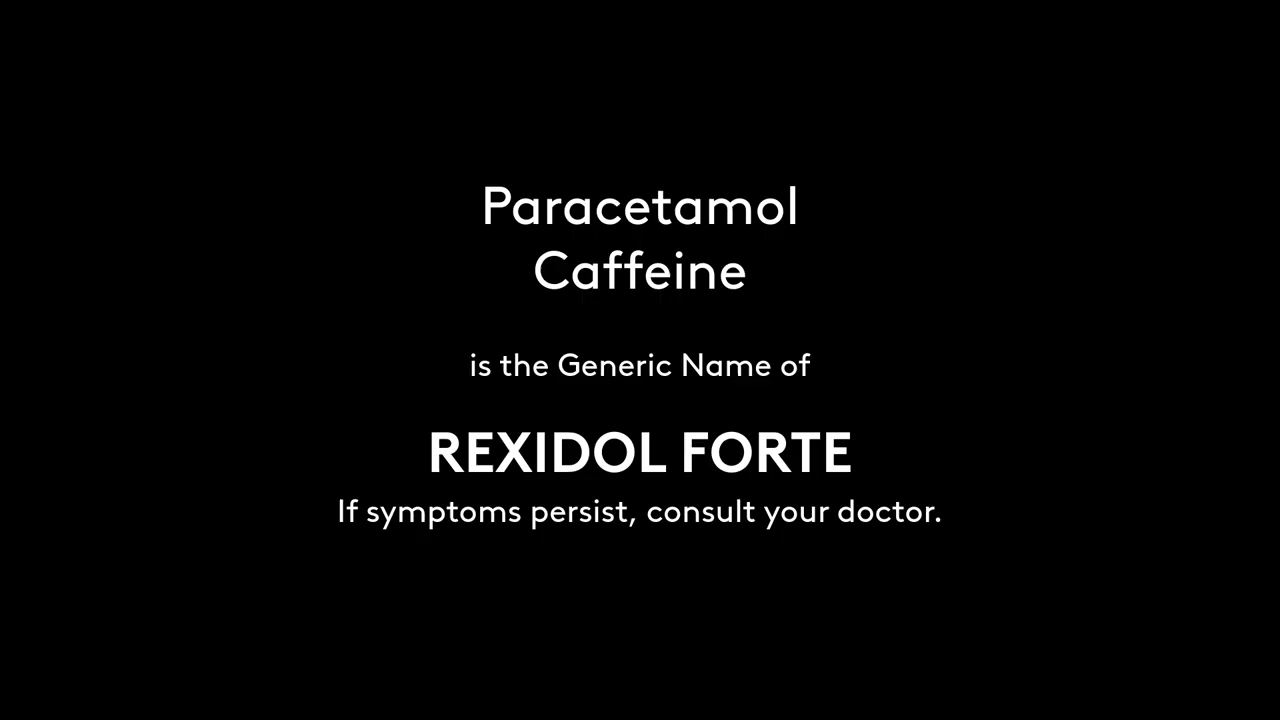 Paracetamol
Caffeine
is the Generic Name of
REXIDOL FORTE
If symptoms persist, consult your doctor.